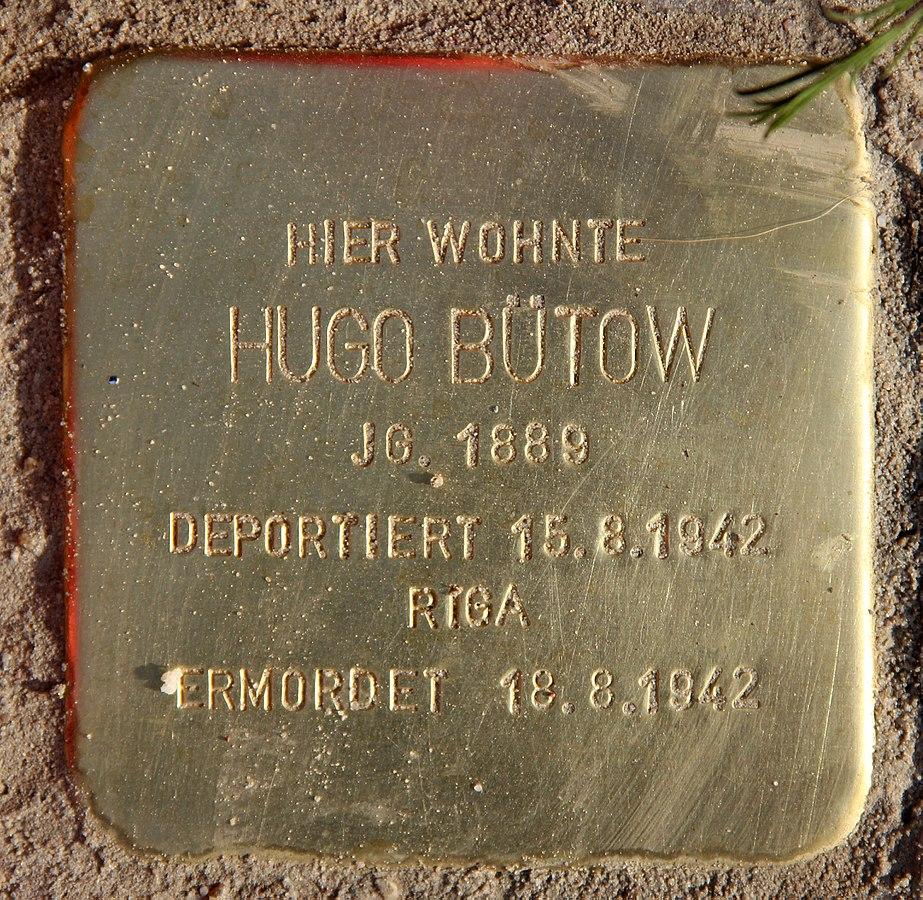 HIER WOHNTE
HUGO BÜTOW
JG. 1889
DEPORTIERT 15.8.1942
RIGA
ERMORDET 18.8.1942